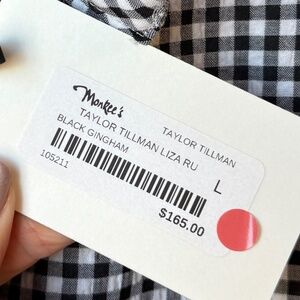 Monkee's
TAYLOR TILLMAN
TAYLOR TILLMAN LIZA RU
BLACK GINGHAM
L
105211
$165.00